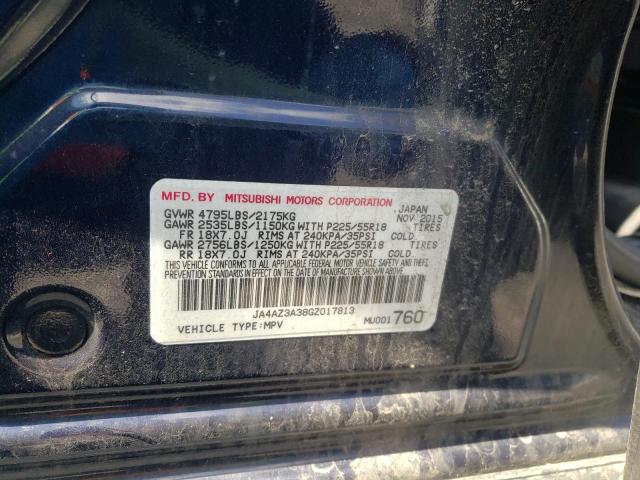 MFD. BY MITSUBISHI MOTORS CORPORATION JAPAN
GVWR 4795LBS/2175KG NOV 2015
GAWR 2535LBS/1150KG WITH P225/55R18 TIRES
FR 18X7.0J RIMS AT 240KPA/35PSI COLD.
GAWR 2756LBS/1250KG WITH P225/55R18 TIRES
RR 18X7.0J RIMS AT 240KPA/35PSI COLD.
THIS VEHICLE CONFORMS TO ALL APPLICABLE FEDERAL MOTOR VEHICLE SAFETY AND THEFT
PREVENTION STANDARDS IN EFFECT ON THE DATE OF MANUFACTURE SHOWN ABOVE.
JA4AZ3A38GZ017813
VEHICLE TYPE:MPV MU001760